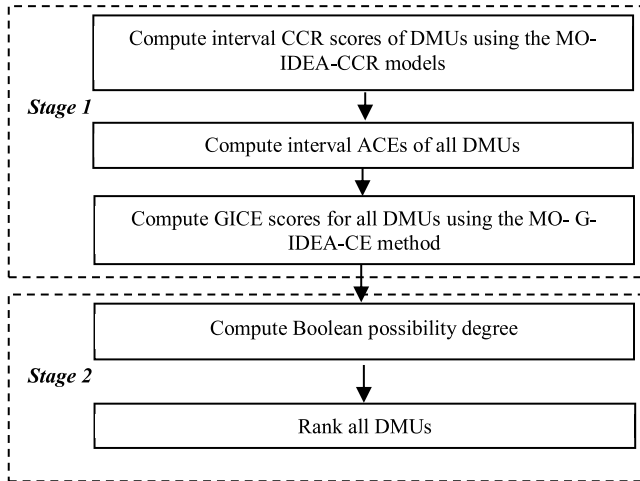 Compute interval CCR scores of DMUs using the MO-
IDEA-CCR models
Stage 1
Compute interval ACEs of all DMUs
Compute GICE scores for all DMUs using the MO- G-
IDEA-CE method
Compute Boolean possibility degree
Stage 2
Rank all DMUs